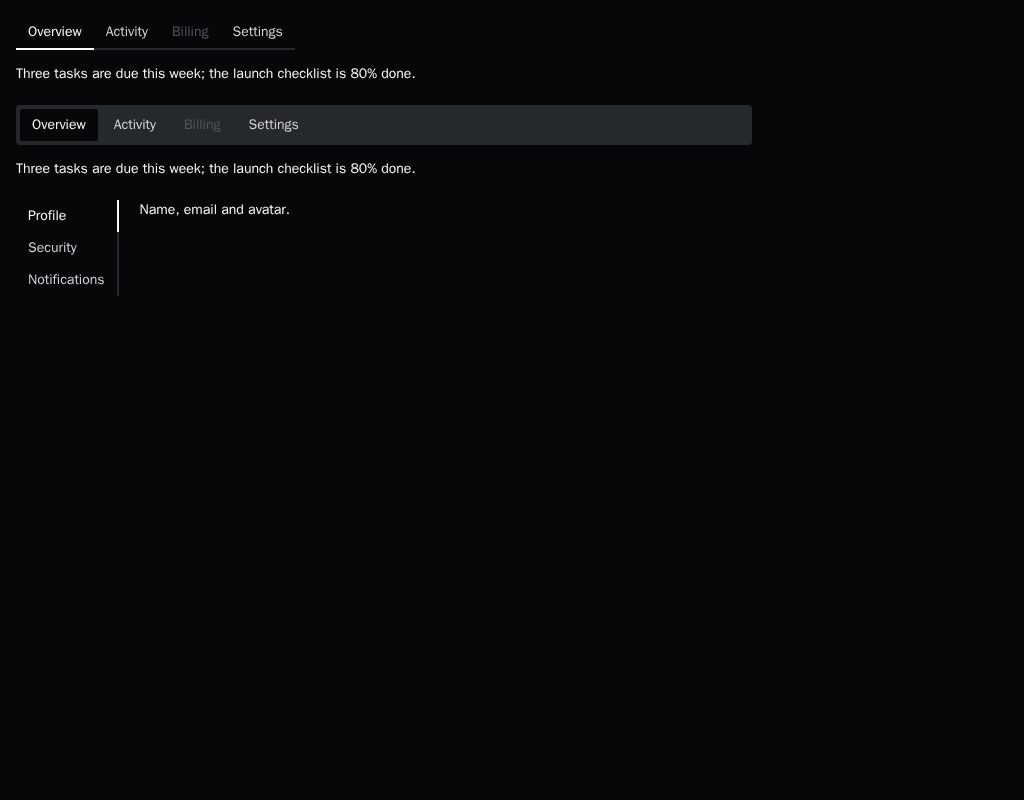 Overview Activity Billing Settings
Three tasks are due this week; the launch checklist is 80% done.
Overview Activity Billing Settings
Three tasks are due this week; the launch checklist is 80% done.
Profile
Name, email and avatar.
Security
Notifications